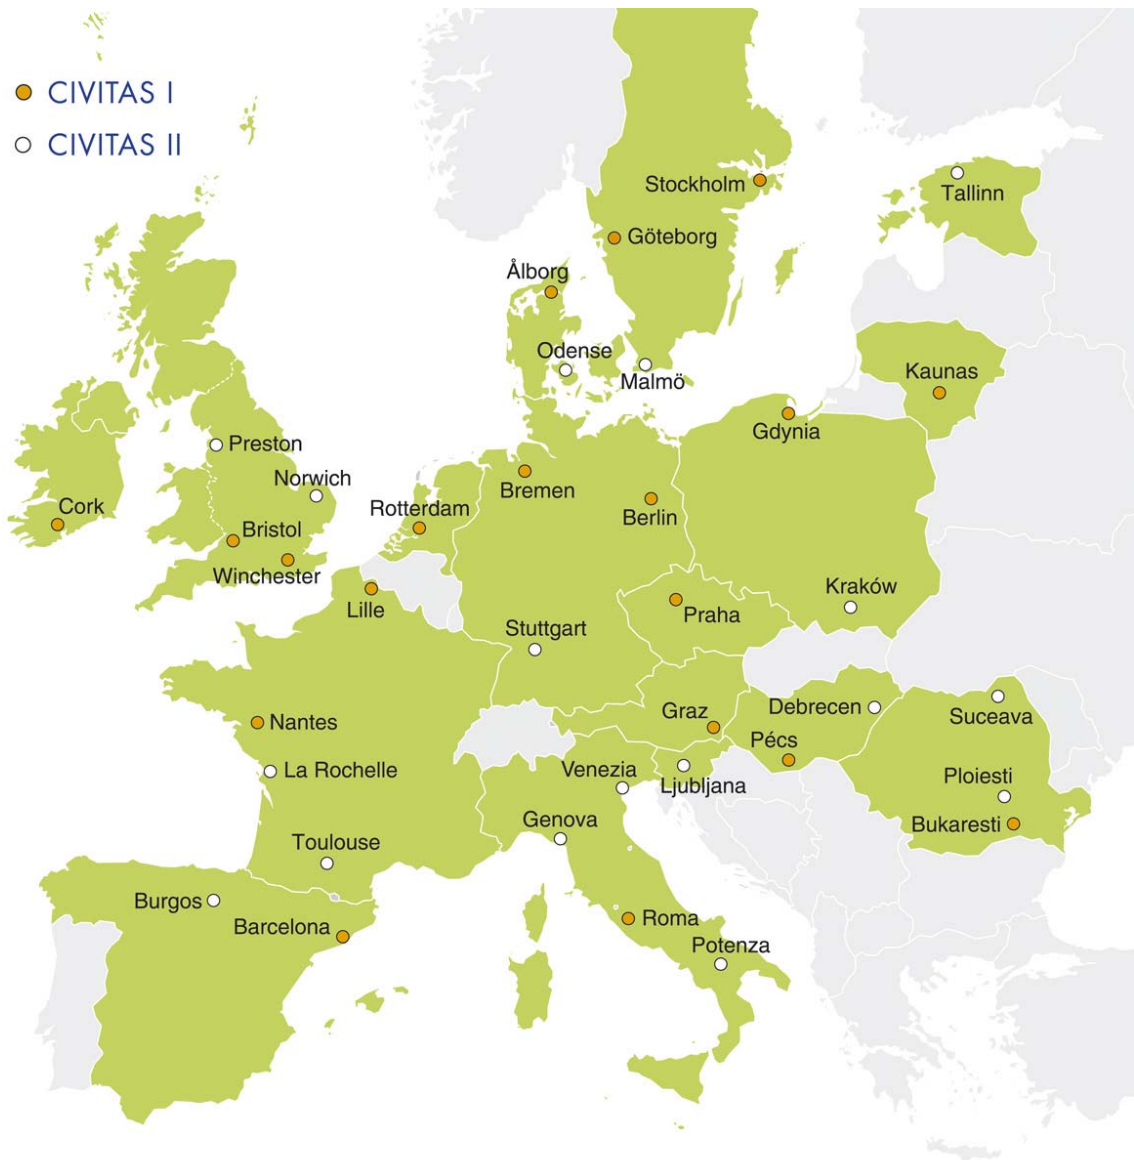 CIVITAS I
CIVITAS II
Stockholm
Tallinn
Göteborg
Ålborg
Odense
Malmö
Kaunas
Gdynia
Preston
Norwich
Bremen
Cork
Rotterdam
Berlin
Bristol
Winchester
Lille
Kraków
Praha
Stuttgart
Nantes
Graz
Debrecen
Suceava
Pécs
La Rochelle
Venezia
Ljubljana
Ploiesti
Genova
Bukaresti
Toulouse
Burgos
Barcelona
Roma
Potenza